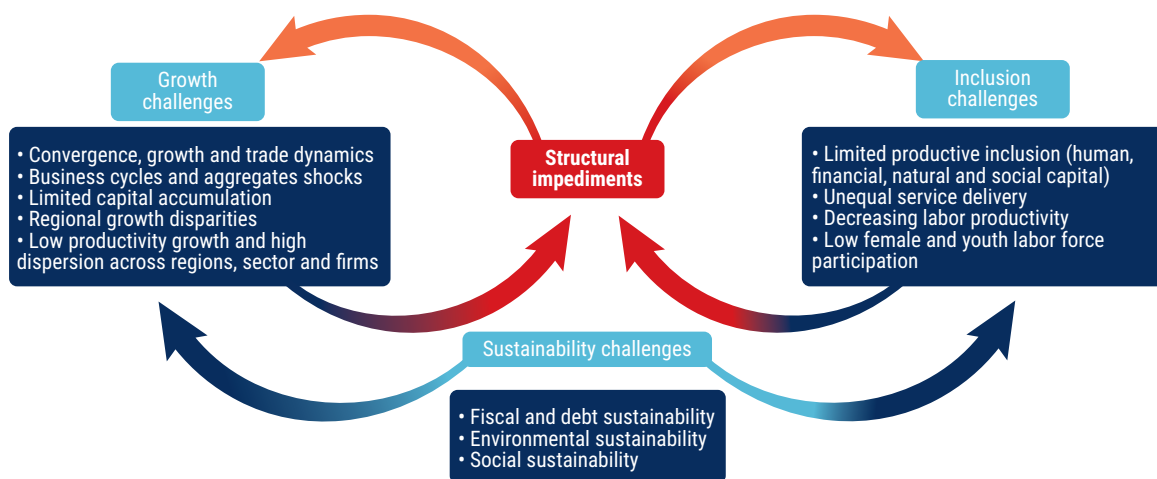 Growth
challenges
• Convergence, growth and trade dynamics
• Business cycles and aggregates shocks
• Limited capital accumulation
• Regional growth disparities
• Low productivity growth and high
dispersion across regions, sector and firms
Structural
impediments
Inclusion
challenges
• Limited productive inclusion (human,
financial, natural and social capital)
• Unequal service delivery
• Decreasing labor productivity
• Low female and youth labor force
participation
Sustainability challenges
• Fiscal and debt sustainability
• Environmental sustainability
• Social sustainability